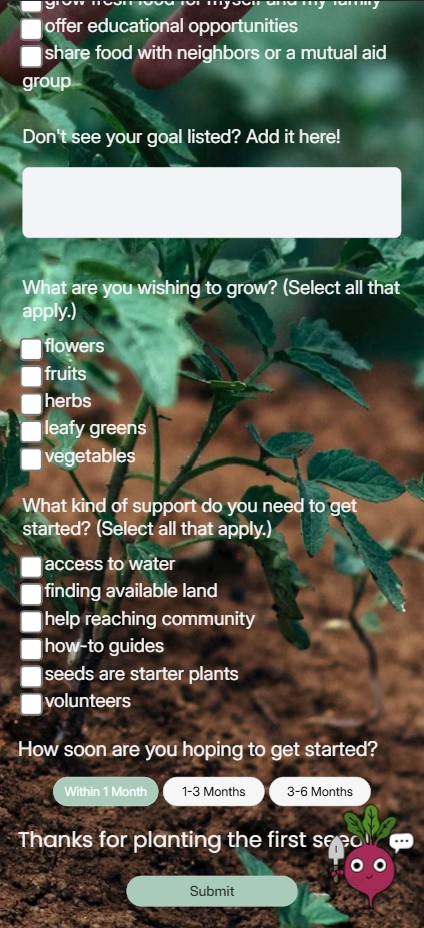 grow fresh food for myself and my family
offer educational opportunities
share food with neighbors or a mutual aid
group
Don't see your goal listed? Add it here!
What are you wishing to grow? (Select all that
apply.)
flowers
fruits
herbs
leafy greens
vegetables
What kind of support do you need to get
started? (Select all that apply.)
access to water
finding available land
help reaching community
how-to guides
seeds are starter plants
volunteers
How soon are you hoping to get started?
Within 1 Month 1-3 Months 3-6 Months
Thanks for planting the first seed
Submit